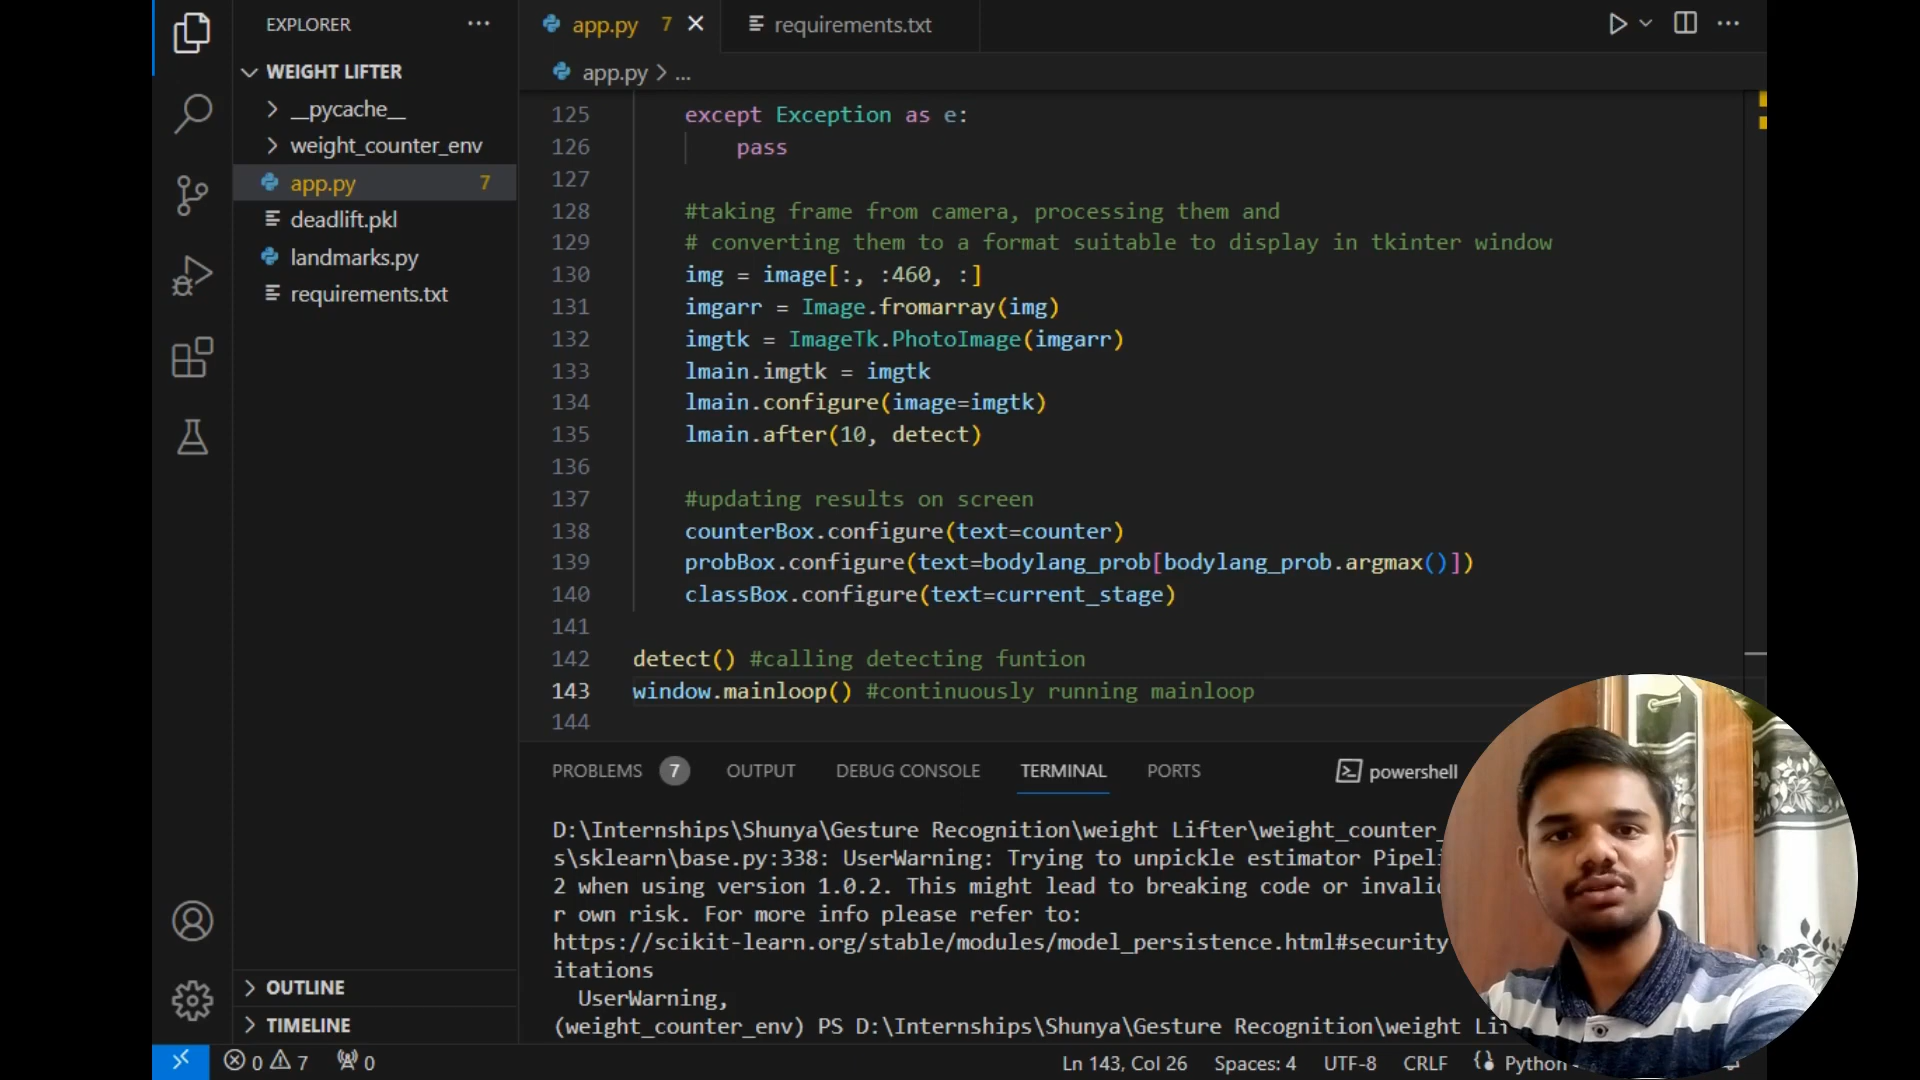 EXPLORER
WEIGHT LIFTER
__pycache__
weight_counter_env
app.py 7
deadlift.pkl
landmarks.py
requirements.txt
OUTLINE
TIMELINE
app.py 7
requirements.txt
app.py > ...
125 except Exception as e:
126 pass
127
128 #taking frame from camera, processing them and
129 # converting them to a format suitable to display in tkinter window
130 img = image[:, :460, :]
131 imgarr = Image.fromarray(img)
132 imgtk = ImageTk.PhotoImage(imgarr)
133 lmain.imgtk = imgtk
134 lmain.configure(image=imgtk)
135 lmain.after(10, detect)
136
137 #updating results on screen
138 counterBox.configure(text=counter)
139 probBox.configure(text=bodylang_prob[bodylang_prob.argmax()])
140 classBox.configure(text=current_stage)
141
142 detect() #calling detecting funtion
143 window.mainloop() #continuously running mainloop
144
PROBLEMS 7 OUTPUT DEBUG CONSOLE TERMINAL PORTS powershell
D:\Internships\Shunya\Gesture Recognition\weight Lifter\weight_counter_
s\sklearn\base.py:338: UserWarning: Trying to unpickle estimator Pipeli
2 when using version 1.0.2. This might lead to breaking code or invali
r own risk. For more info please refer to:
https://scikit-learn.org/stable/modules/model_persistence.html#security
itations
UserWarning,
(weight_counter_env) PS D:\Internships\Shunya\Gesture Recognition\weight Lif
0 7 0 Ln 143, Col 26 Spaces: 4 UTF-8 CRLF Python